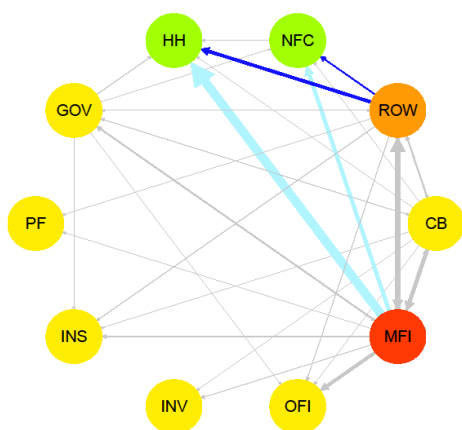 HH NFC
GOV ROW
PF CB
INS MFI
INV OFI